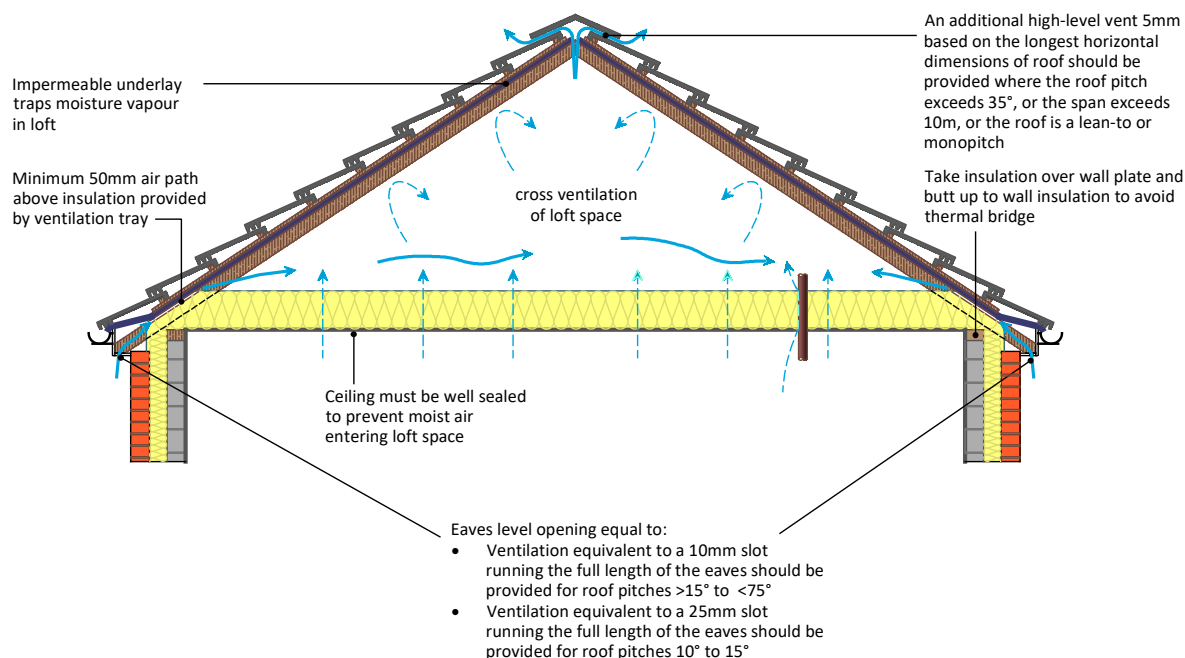 An additional high-level vent 5mm
based on the longest horizontal
dimensions of roof should be
provided where the roof pitch
exceeds 35°, or the span exceeds
10m, or the roof is a lean-to or
monopitch
Impermeable underlay
traps moisture vapour
in loft
Minimum 50mm air path
above insulation provided
by ventilation tray
cross ventilation
of loft space
Take insulation over wall plate and
butt up to wall insulation to avoid
thermal bridge
Ceiling must be well sealed
to prevent moist air
entering loft space
Eaves level opening equal to:
• Ventilation equivalent to a 10mm slot
running the full length of the eaves should be
provided for roof pitches >15° to <75°
• Ventilation equivalent to a 25mm slot
running the full length of the eaves should be
provided for roof pitches 10° to 15°